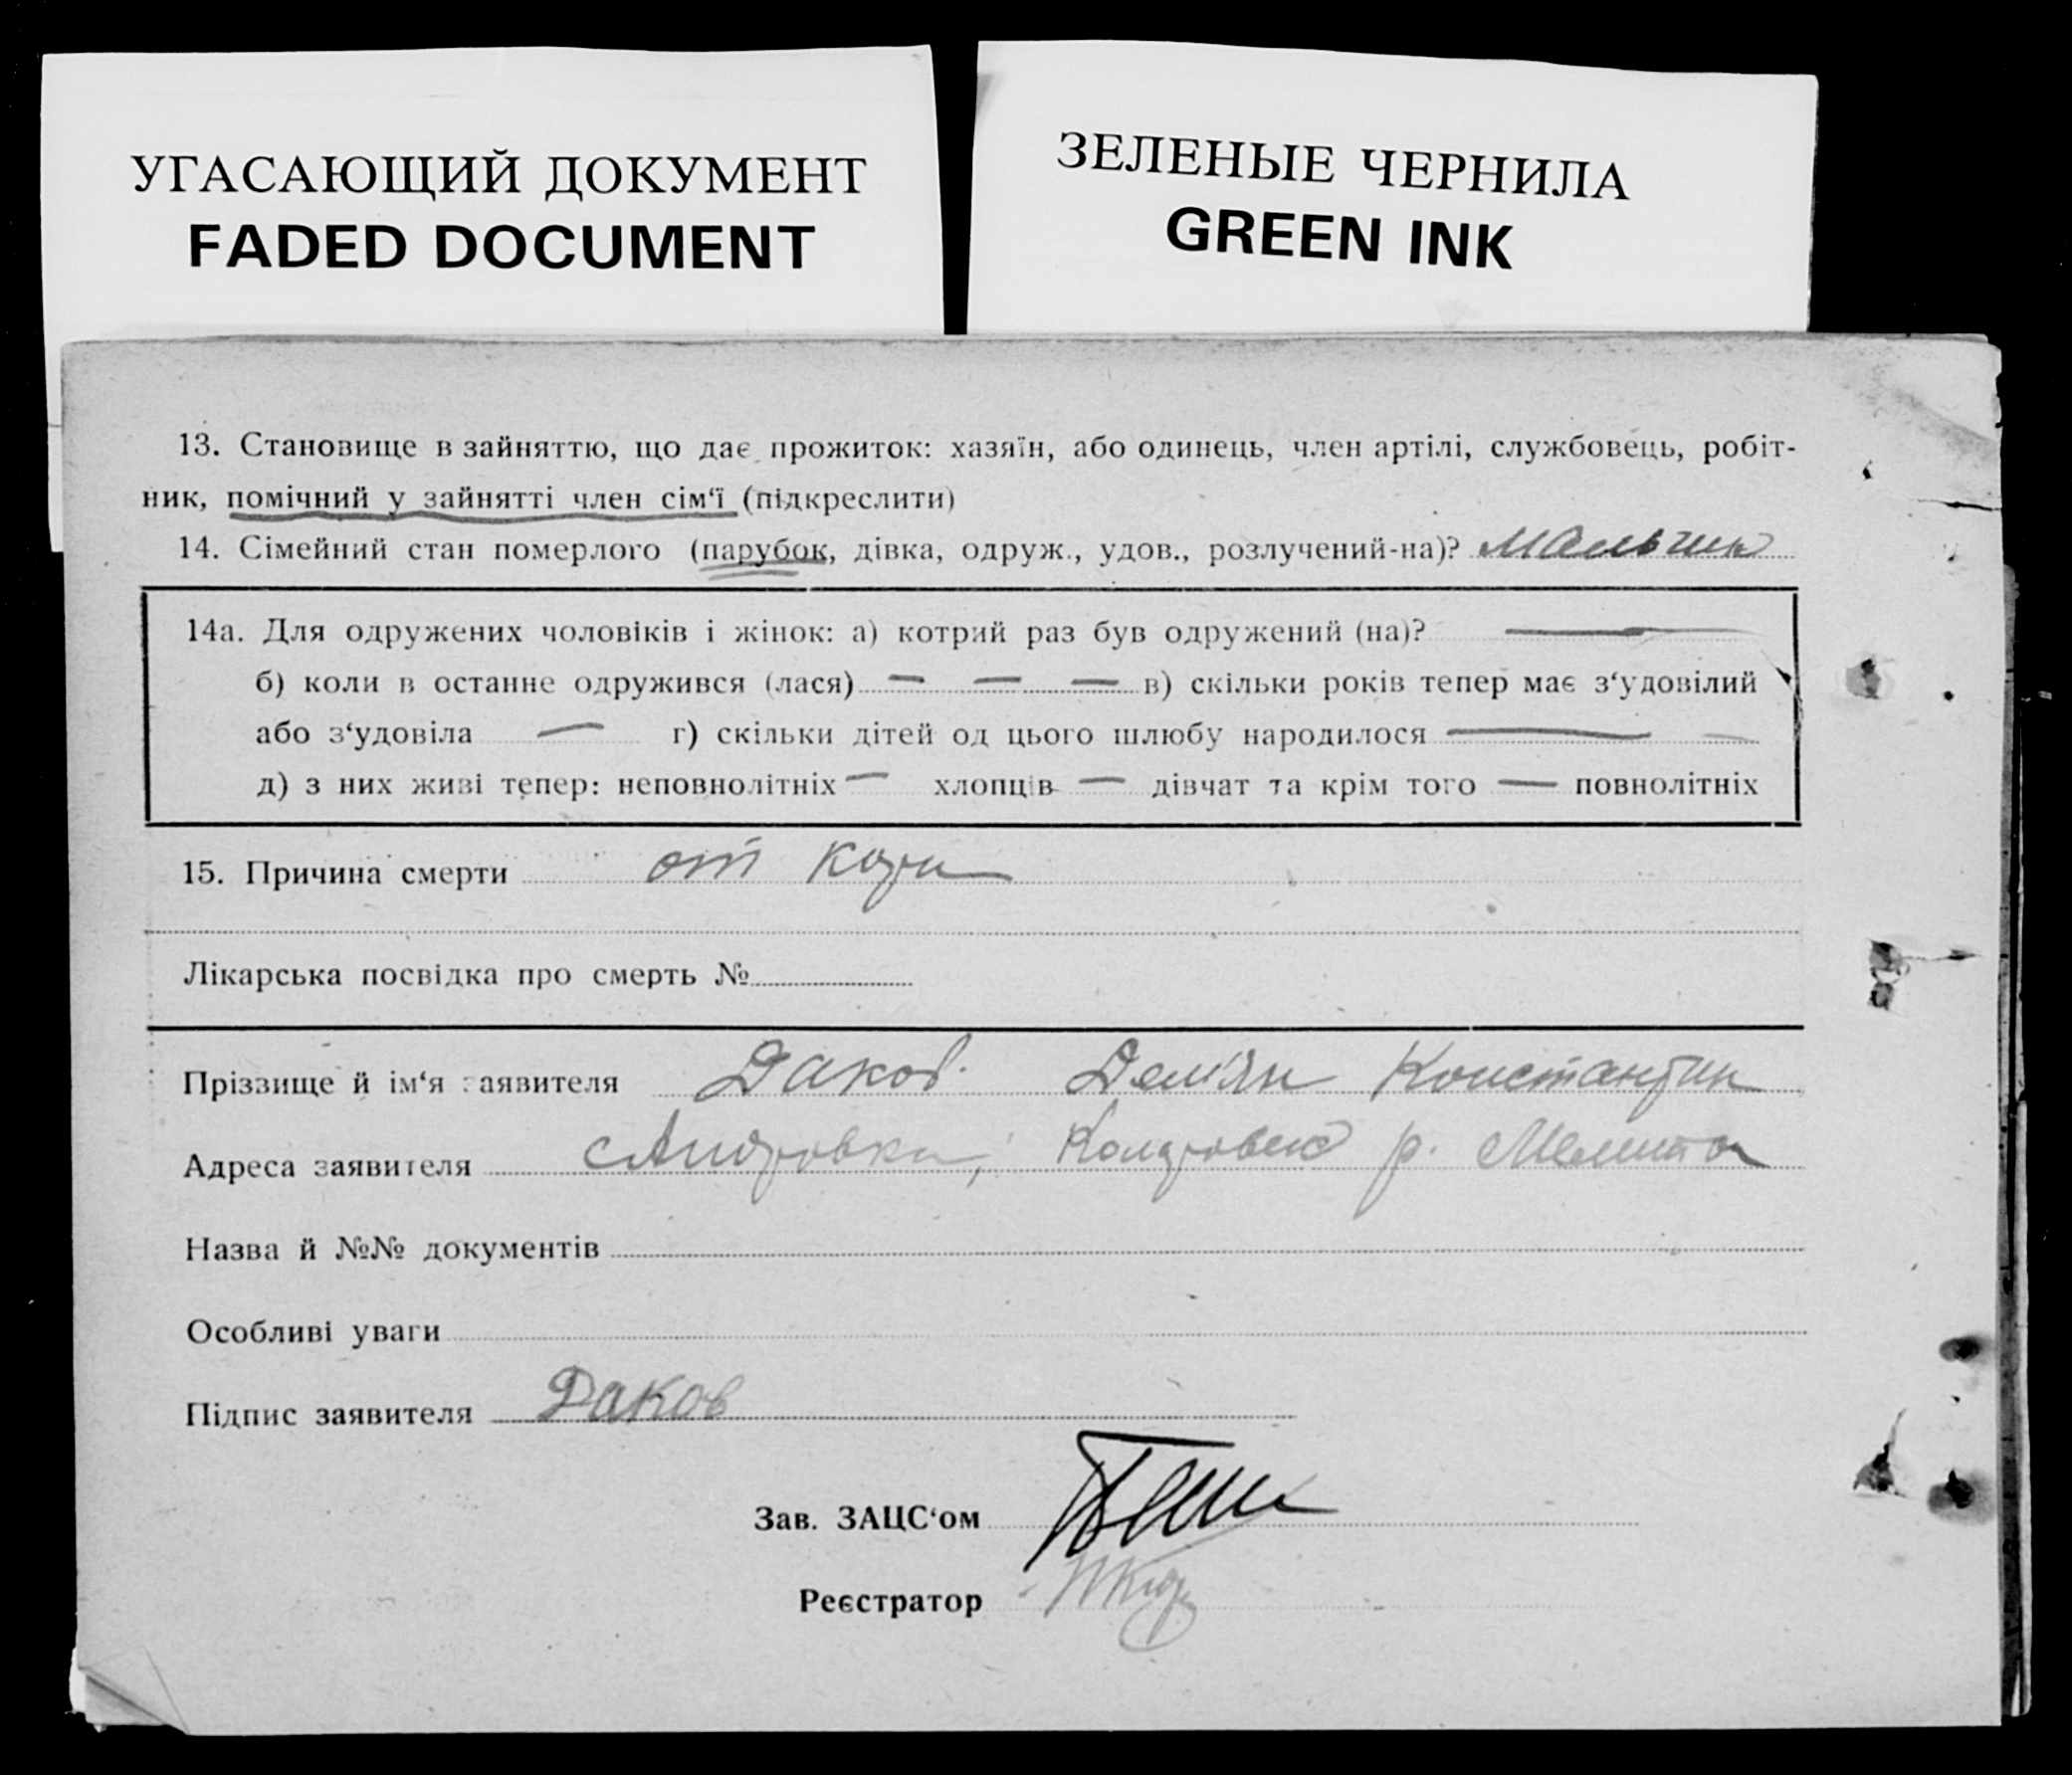 УГАСАЮЩИЙ ДОКУМЕНТ
FADED DOCUMENT
ЗЕЛЕНЫЕ ЧЕРНИЛА
GREEN INK
13. Становище в зайняттю, що дає прожиток: хазяїн, або одинець, член артілі, службовець, робіт-
ник, помічний у зайнятті член сім‘ї (підкреслити)
14. Сімейний стан померлого (парубок, дівка, одруж., удов., розлучений-на)? мальчик
14а. Для одружених чоловіків і жінок: а) котрий раз був одружений (на)? —
б) коли в останнє одружився (лася) — — — в) скільки років тепер має з‘удовілий
або з‘удовіла — г) скільки дітей од цього шлюбу народилося —
д) з них живі тепер: неповнолітніх — хлопців — дівчат та крім того — повнолітніх
15. Причина смерти от кори
Лікарська посвідка про смерть №
Прізвище й ім‘я заявителя Даков. Демян Константин
Адреса заявителя р. Мелито
Назва й №№ документів
Особливі уваги
Підпис заявителя Даков
Зав. ЗАЦС‘ом
Реєстратор